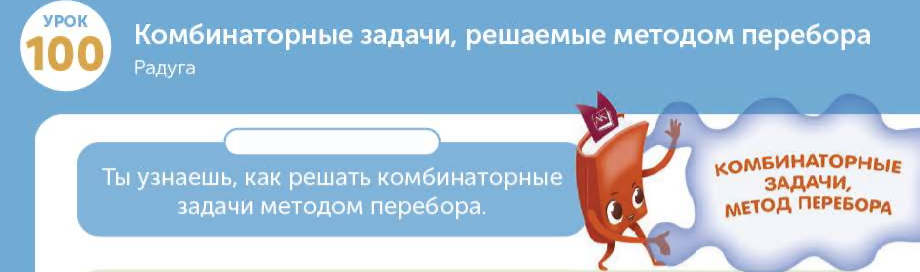 УРОК
100
Комбинаторные задачи, решаемые методом перебора
Радуга
Ты узнаешь, как решать комбинаторные
задачи методом перебора.
КОМБИНАТОРНЫЕ
ЗАДАЧИ,
МЕТОД ПЕРЕБОРА